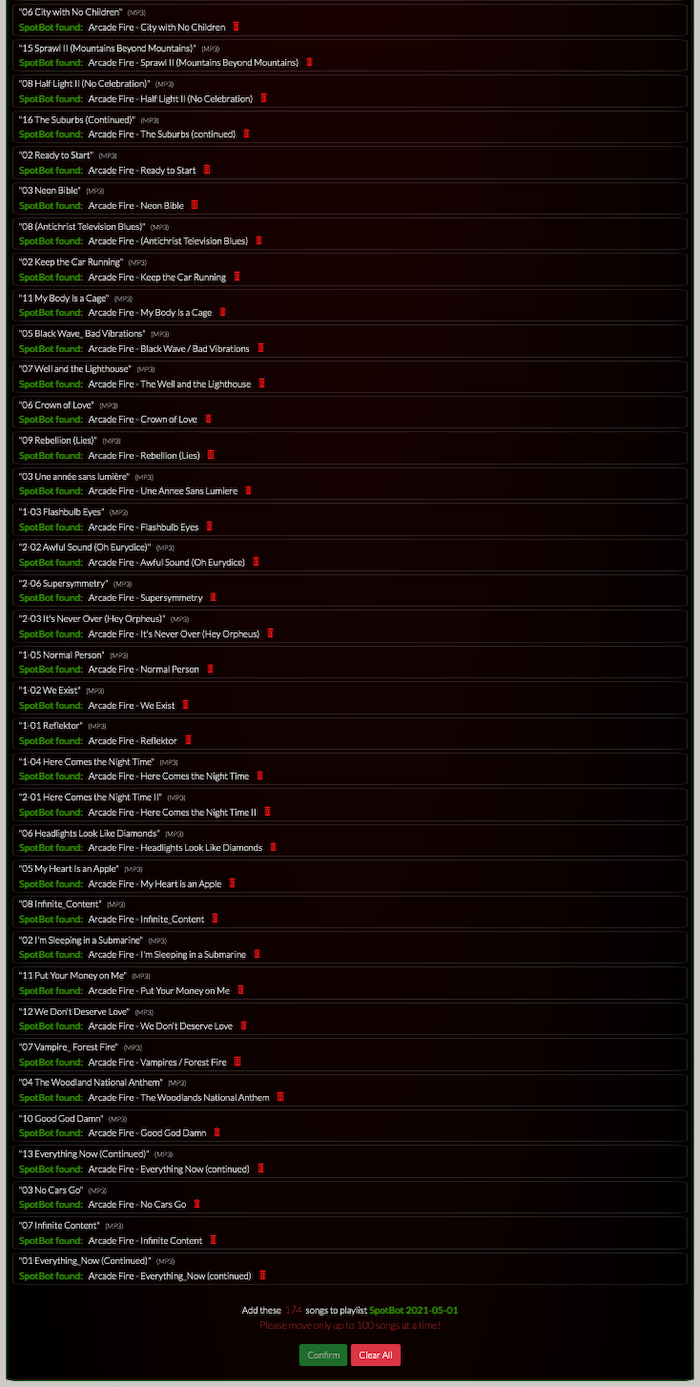 "06 City with No Children" (MP3)
SpotBot found: Arcade Fire - City with No Children
"15 Sprawl II (Mountains Beyond Mountains)" (MP3)
SpotBot found: Arcade Fire - Sprawl II (Mountains Beyond Mountains)
"08 Half Light II (No Celebration)" (MP3)
SpotBot found: Arcade Fire - Half Light II (No Celebration)
"16 The Suburbs (Continued)" (MP3)
SpotBot found: Arcade Fire - The Suburbs (continued)
"02 Ready to Start" (MP3)
SpotBot found: Arcade Fire - Ready to Start
"03 Neon Bible" (MP3)
SpotBot found: Arcade Fire - Neon Bible
"08 (Antichrist Television Blues)" (MP3)
SpotBot found: Arcade Fire - (Antichrist Television Blues)
"02 Keep the Car Running" (MP3)
SpotBot found: Arcade Fire - Keep the Car Running
"11 My Body Is a Cage" (MP3)
SpotBot found: Arcade Fire - My Body Is a Cage
"05 Black Wave_ Bad Vibrations" (MP3)
SpotBot found: Arcade Fire - Black Wave / Bad Vibrations
"07 Well and the Lighthouse" (MP3)
SpotBot found: Arcade Fire - The Well and the Lighthouse
"06 Crown of Love" (MP3)
SpotBot found: Arcade Fire - Crown of Love
"09 Rebellion (Lies)" (MP3)
SpotBot found: Arcade Fire - Rebellion (Lies)
"03 Une année sans lumière" (MP3)
SpotBot found: Arcade Fire - Une Annee Sans Lumiere
"1-03 Flashbulb Eyes" (MP3)
SpotBot found: Arcade Fire - Flashbulb Eyes
"2-02 Awful Sound (Oh Eurydice)" (MP3)
SpotBot found: Arcade Fire - Awful Sound (Oh Eurydice)
"2-06 Supersymmetry" (MP3)
SpotBot found: Arcade Fire - Supersymmetry
"2-03 It's Never Over (Hey Orpheus)" (MP3)
SpotBot found: Arcade Fire - It's Never Over (Hey Orpheus)
"1-05 Normal Person" (MP3)
SpotBot found: Arcade Fire - Normal Person
"1-02 We Exist" (MP3)
SpotBot found: Arcade Fire - We Exist
"1-01 Reflektor" (MP3)
SpotBot found: Arcade Fire - Reflektor
"1-04 Here Comes the Night Time" (MP3)
SpotBot found: Arcade Fire - Here Comes the Night Time
"2-01 Here Comes the Night Time II" (MP3)
SpotBot found: Arcade Fire - Here Comes the Night Time II
"06 Headlights Look Like Diamonds" (MP3)
SpotBot found: Arcade Fire - Headlights Look Like Diamonds
"05 My Heart Is an Apple" (MP3)
SpotBot found: Arcade Fire - My Heart is an Apple
"08 Infinite_Content" (MP3)
SpotBot found: Arcade Fire - Infinite_Content
"02 I'm Sleeping in a Submarine" (MP3)
SpotBot found: Arcade Fire - I'm Sleeping in a Submarine
"11 Put Your Money on Me" (MP3)
SpotBot found: Arcade Fire - Put Your Money on Me
"12 We Don't Deserve Love" (MP3)
SpotBot found: Arcade Fire - We Don't Deserve Love
"07 Vampire_ Forest Fire" (MP3)
SpotBot found: Arcade Fire - Vampires / Forest Fire
"04 The Woodland National Anthem" (MP3)
SpotBot found: Arcade Fire - The Woodlands National Anthem
"10 Good God Damn" (MP3)
SpotBot found: Arcade Fire - Good God Damn
"13 Everything Now (Continued)" (MP3)
SpotBot found: Arcade Fire - Everything Now (continued)
"03 No Cars Go" (MP3)
SpotBot found: Arcade Fire - No Cars Go
"07 Infinite Content" (MP3)
SpotBot found: Arcade Fire - Infinite Content
"01 Everything_Now (Continued)" (MP3)
SpotBot found: Arcade Fire - Everything_Now (continued)
Add these 174 songs to playlist SpotBot 2021-05-01
Please move only up to 100 songs at a time!
Confirm Clear All